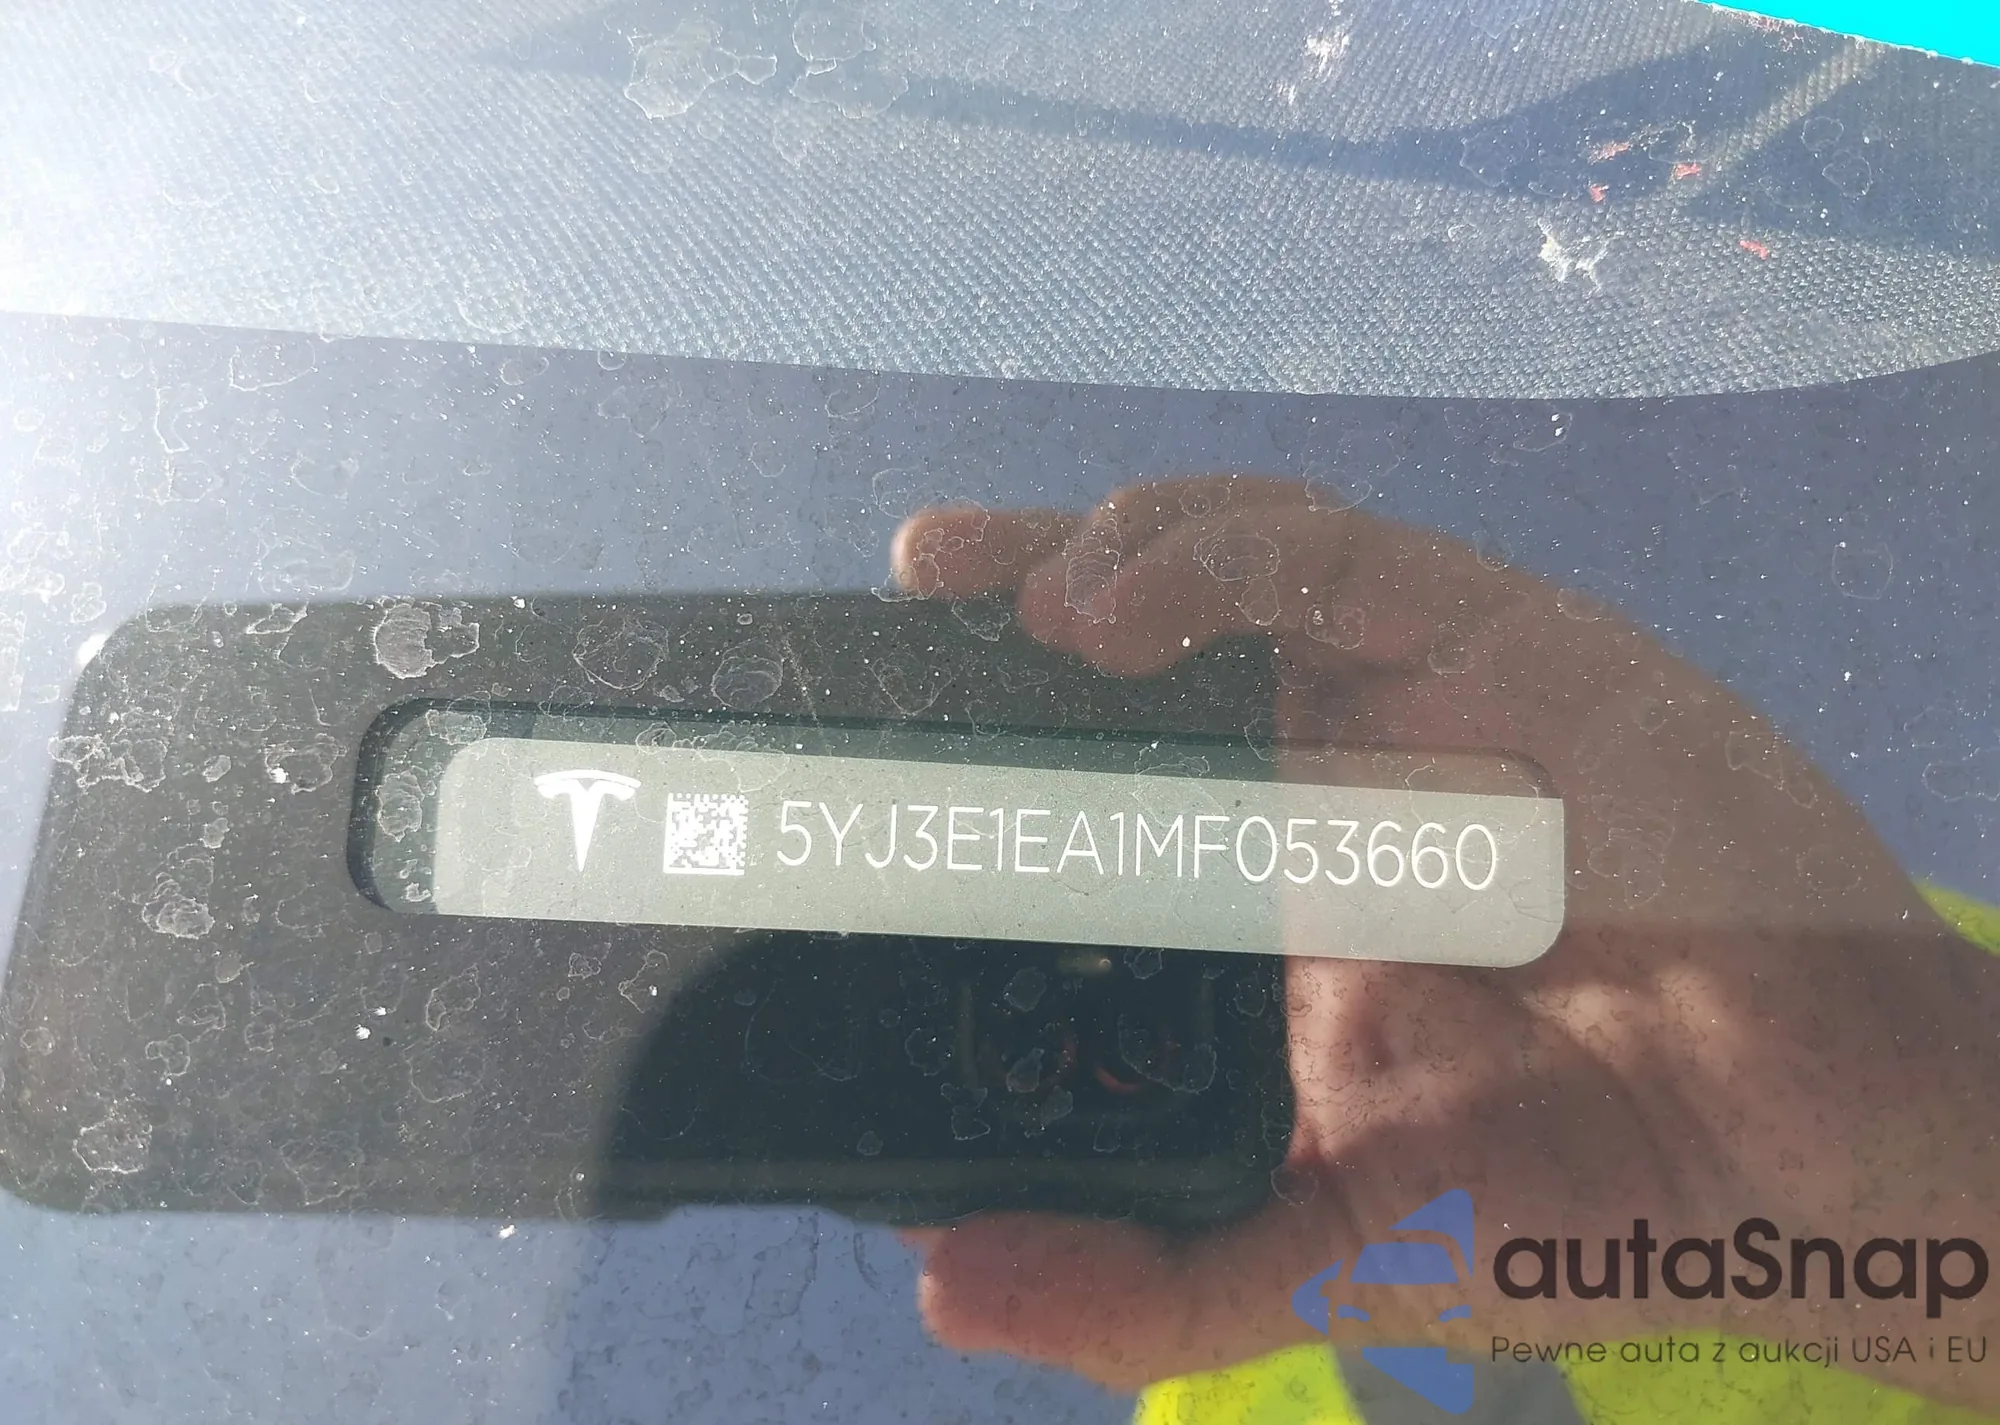 5YJ3E1EA1MF053660
autaSnap
Pewne auta z aukcji USA i EU